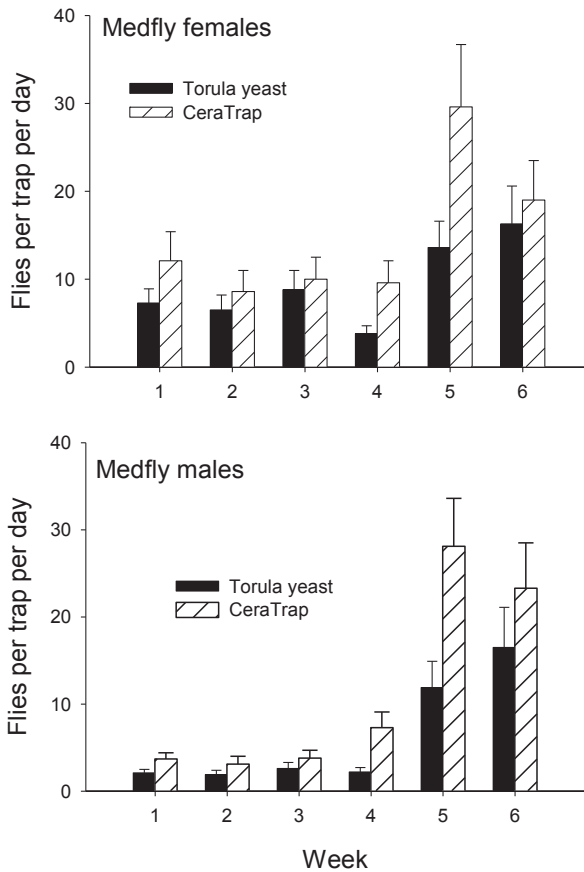 Medfly females
Torula yeast
CeraTrap
Flies per trap per day
40
30
20
10
0
1 2 3 4 5 6
Medfly males
Torula yeast
CeraTrap
Flies per trap per day
40
30
20
10
0
1 2 3 4 5 6
Week